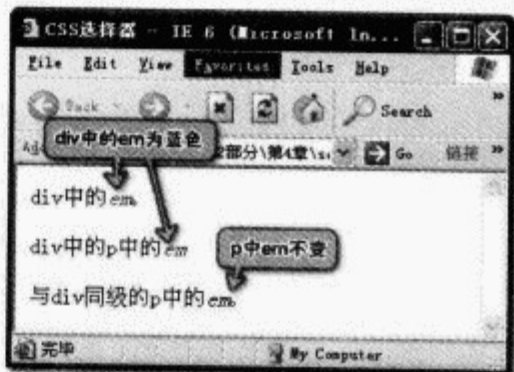 CSS选择器 - IE 6 (Microsoft In...
File Edit View Favorites Tools Help
Back Search
div中的em为蓝色
2部分\第4章\s Go 链接
div中的em。
div中的p中的em
p中em不变
与div同级的p中的em。
完毕 My Computer